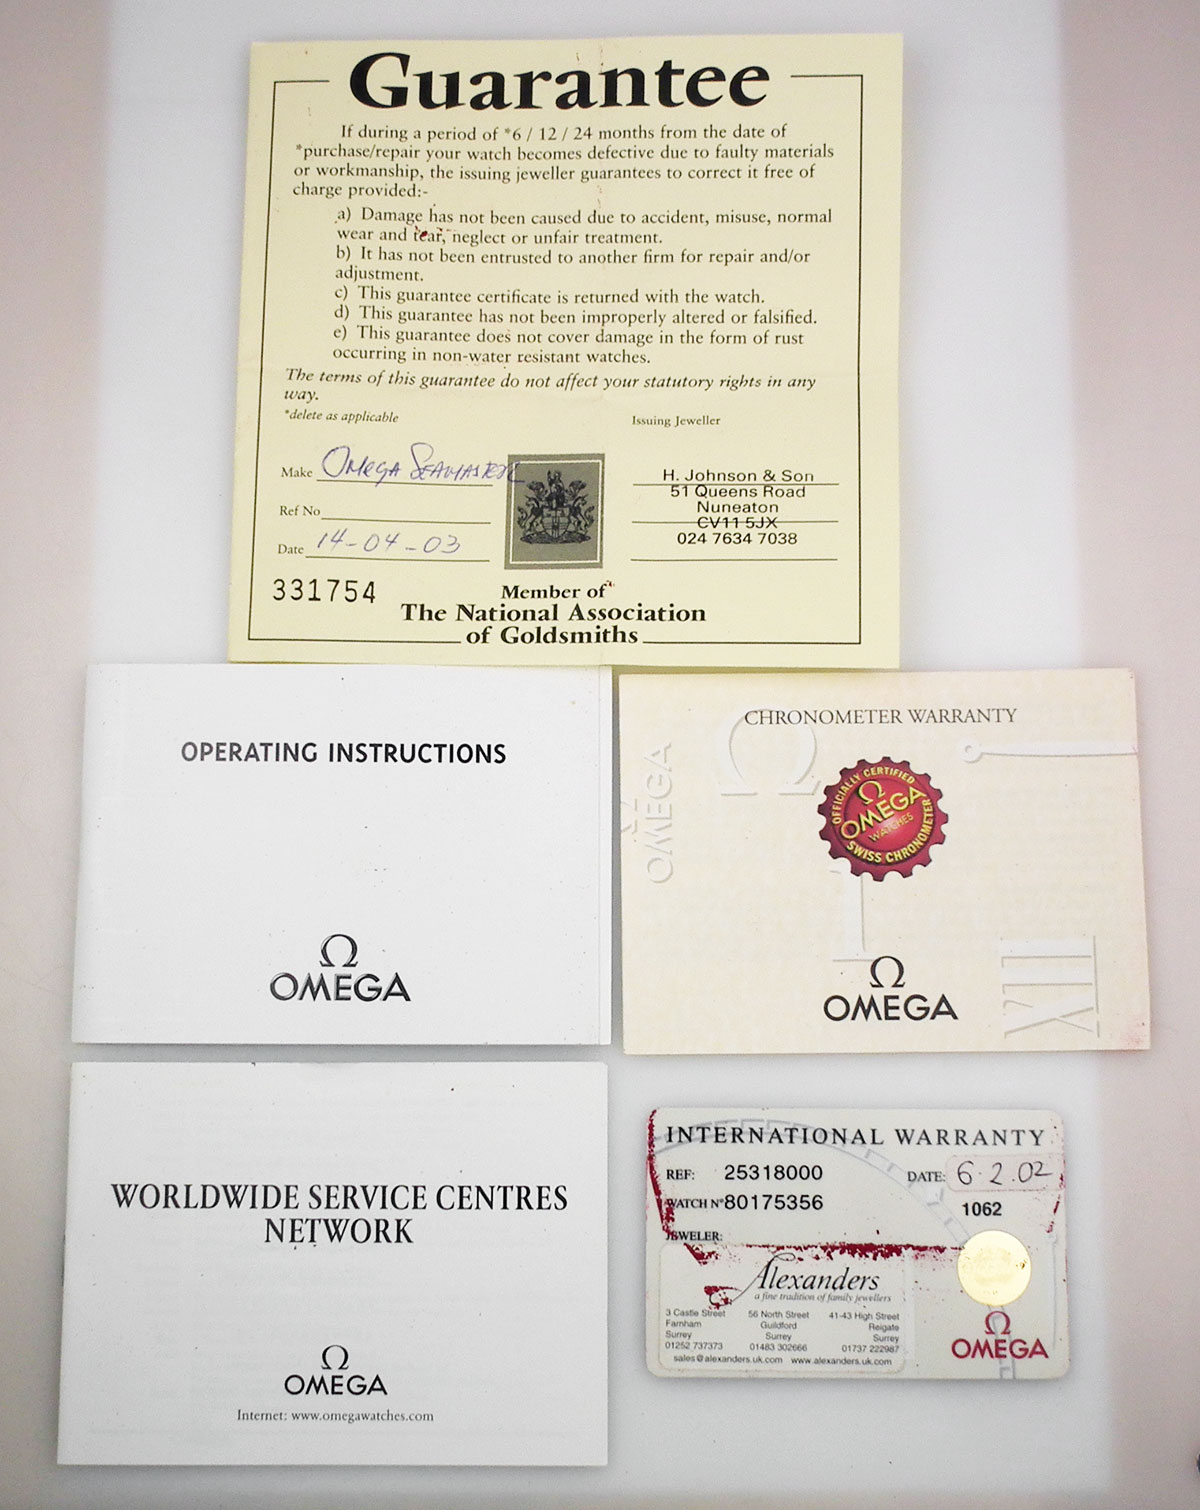 Guarantee
If during a period of *6 / 12 / 24 months from the date of
*purchase/repair your watch becomes defective due to faulty materials
or workmanship, the issuing jeweller guarantees to correct it free of
charge provided:-
a) Damage has not been caused due to accident, misuse, normal
wear and tear, neglect or unfair treatment.
b) It has not been entrusted to another firm for repair and/or
adjustment.
c) This guarantee certificate is returned with the watch.
d) This guarantee has not been improperly altered or falsified.
e) This guarantee does not cover damage in the form of rust
occurring in non-water resistant watches.
The terms of this guarantee do not affect your statutory rights in any
way.
*delete as applicable
Issuing Jeweller
Make Omega Seamaster
Ref No
Date 14-04-03
H. Johnson & Son
51 Queens Road
Nuneaton
CV11 5JX
024 7634 7038
331754
Member of
The National Association
of Goldsmiths
OPERATING INSTRUCTIONS
Ω
OMEGA
CHRONOMETER WARRANTY
Ω
OMEGA
OFFICIALLY CERTIFIED
Ω
OMEGA
WATCHES
SWISS CHRONOMETER
XII
Ω
OMEGA
WORLDWIDE SERVICE CENTRES
NETWORK
Ω
OMEGA
Internet: www.omegawatches.com
INTERNATIONAL WARRANTY
REF: 25318000
DATE: 6.2.02
WATCH N° 80175356
1062
JEWELER:
Alexanders
a fine tradition of family jewellers
3 Castle Street
Farnham
Surrey
01252 737373
56 North Street
Guildford
Surrey
01483 302666
41-43 High Street
Reigate
Surrey
01737 222987
sales@alexanders.uk.com www.alexanders.uk.com
Ω
OMEGA